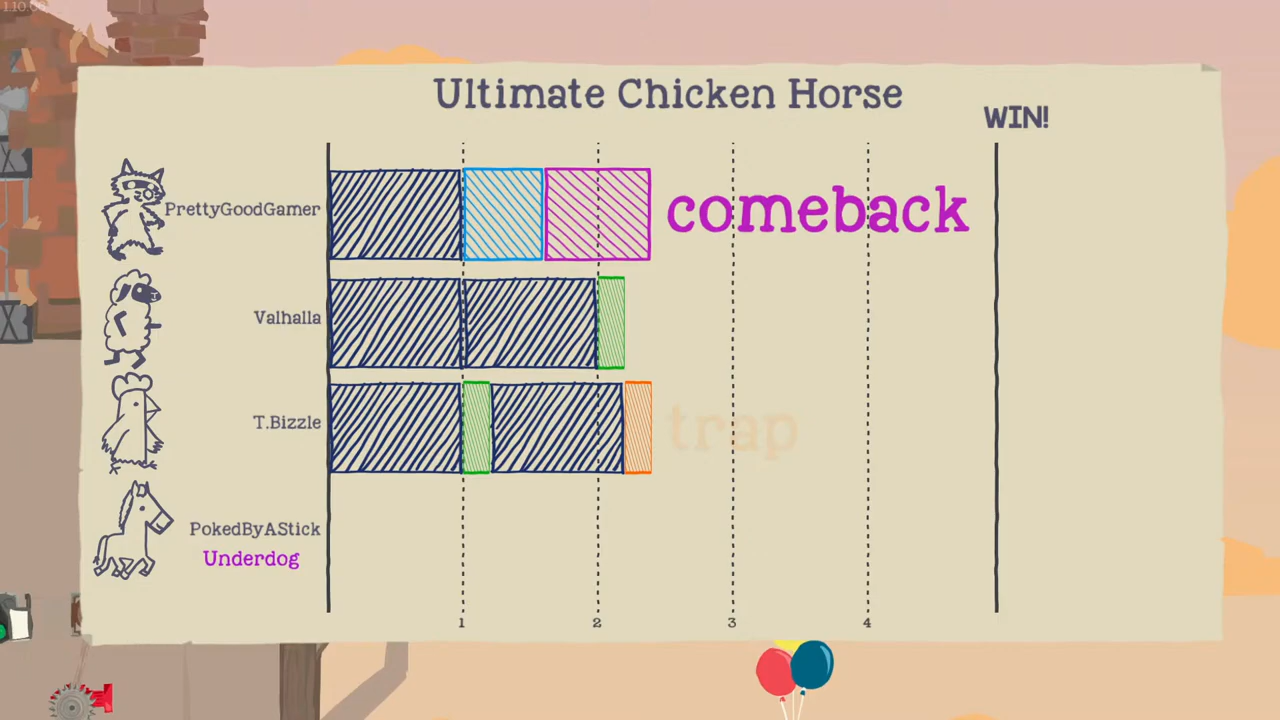 Ultimate Chicken Horse
WIN!
PrettyGoodGamer
comeback
Valhalla
T.Bizzle
trap
PokedByAStick
Underdog
1 2 3 4